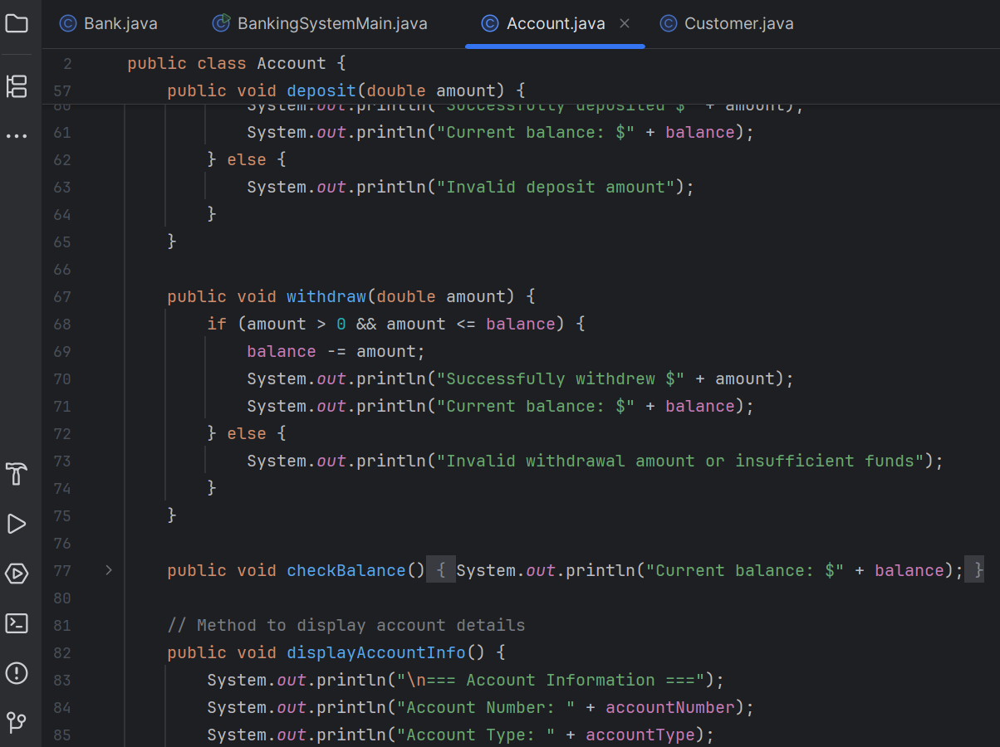 Bank.java BankingSystemMain.java Account.java Customer.java
2 public class Account {
57 public void deposit(double amount) {
60 System.out.println("Successfully deposited $" + amount);
61 System.out.println("Current balance: $" + balance);
62 } else {
63 System.out.println("Invalid deposit amount");
64 }
65 }
66
67 public void withdraw(double amount) {
68 if (amount > 0 && amount <= balance) {
69 balance -= amount;
70 System.out.println("Successfully withdrew $" + amount);
71 System.out.println("Current balance: $" + balance);
72 } else {
73 System.out.println("Invalid withdrawal amount or insufficient funds");
74 }
75 }
76
77 public void checkBalance() { System.out.println("Current balance: $" + balance); }
80
81 // Method to display account details
82 public void displayAccountInfo() {
83 System.out.println("\n=== Account Information ===");
84 System.out.println("Account Number: " + accountNumber);
85 System.out.println("Account Type: " + accountType);